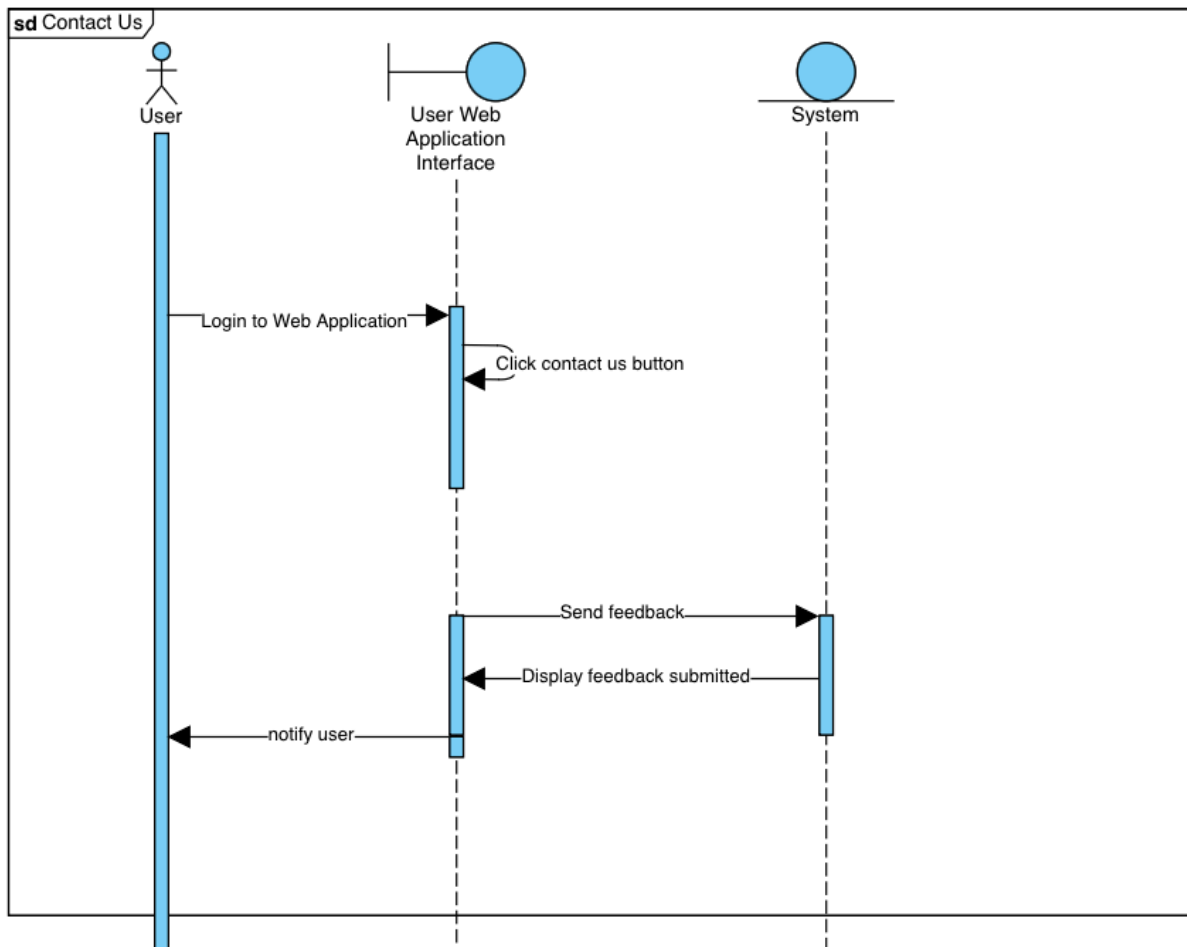 sd Contact Us
User
User Web
Application
Interface
System
Login to Web Application
Click contact us button
Send feedback
Display feedback submitted
notify user